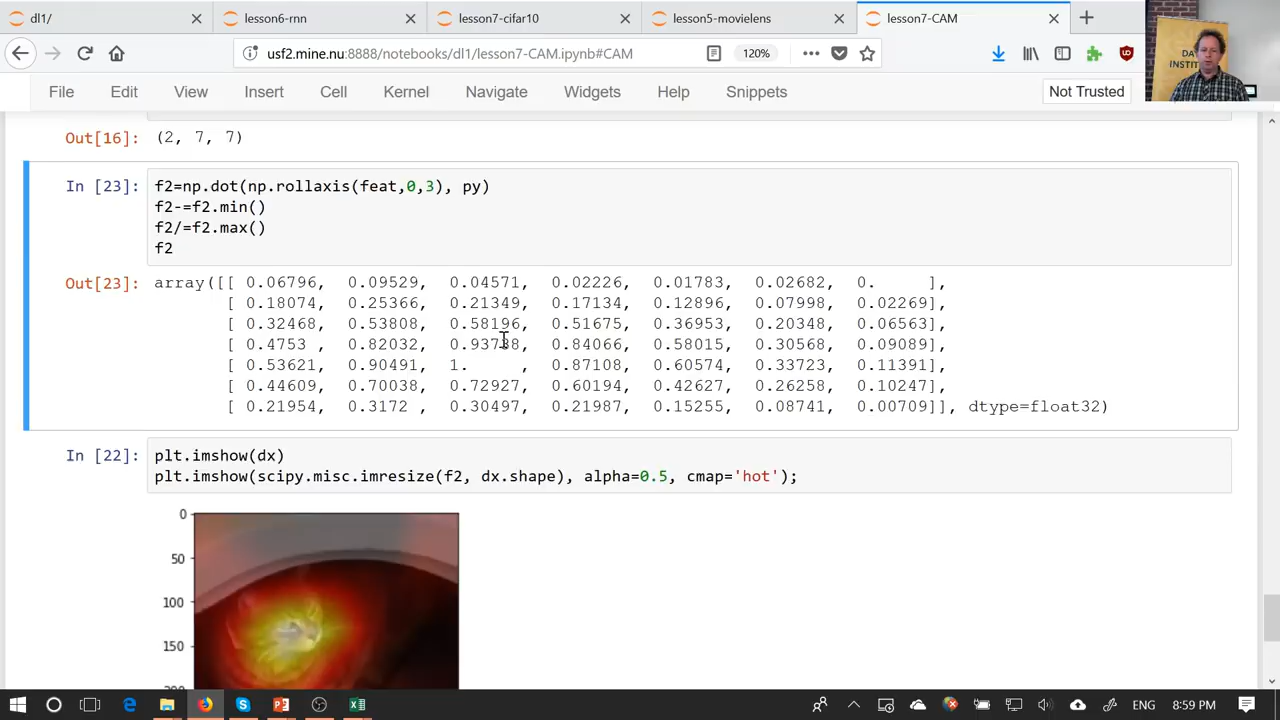 dl1/
lesson6-rnn
lesson7-cifar10
lesson5-movielens
lesson7-CAM
usf2.mine.nu:8888/notebooks/dl1/lesson7-CAM.ipynb#CAM
120%
File Edit View Insert Cell Kernel Navigate Widgets Help Snippets
Not Trusted
Out[16]: (2, 7, 7)
In [23]: f2=np.dot(np.rollaxis(feat,0,3), py)
f2-=f2.min()
f2/=f2.max()
f2
Out[23]: array([[ 0.06796, 0.09529, 0.04571, 0.02226, 0.01783, 0.02682, 0. ],
[ 0.18074, 0.25366, 0.21349, 0.17134, 0.12896, 0.07998, 0.02269],
[ 0.32468, 0.53808, 0.58196, 0.51675, 0.36953, 0.20348, 0.06563],
[ 0.4753 , 0.82032, 0.93738, 0.84066, 0.58015, 0.30568, 0.09089],
[ 0.53621, 0.90491, 1. , 0.87108, 0.60574, 0.33723, 0.11391],
[ 0.44609, 0.70038, 0.72927, 0.60194, 0.42627, 0.26258, 0.10247],
[ 0.21954, 0.3172 , 0.30497, 0.21987, 0.15255, 0.08741, 0.00709]], dtype=float32)
In [22]: plt.imshow(dx)
plt.imshow(scipy.misc.imresize(f2, dx.shape), alpha=0.5, cmap='hot');
0
50
100
150
ENG 8:59 PM